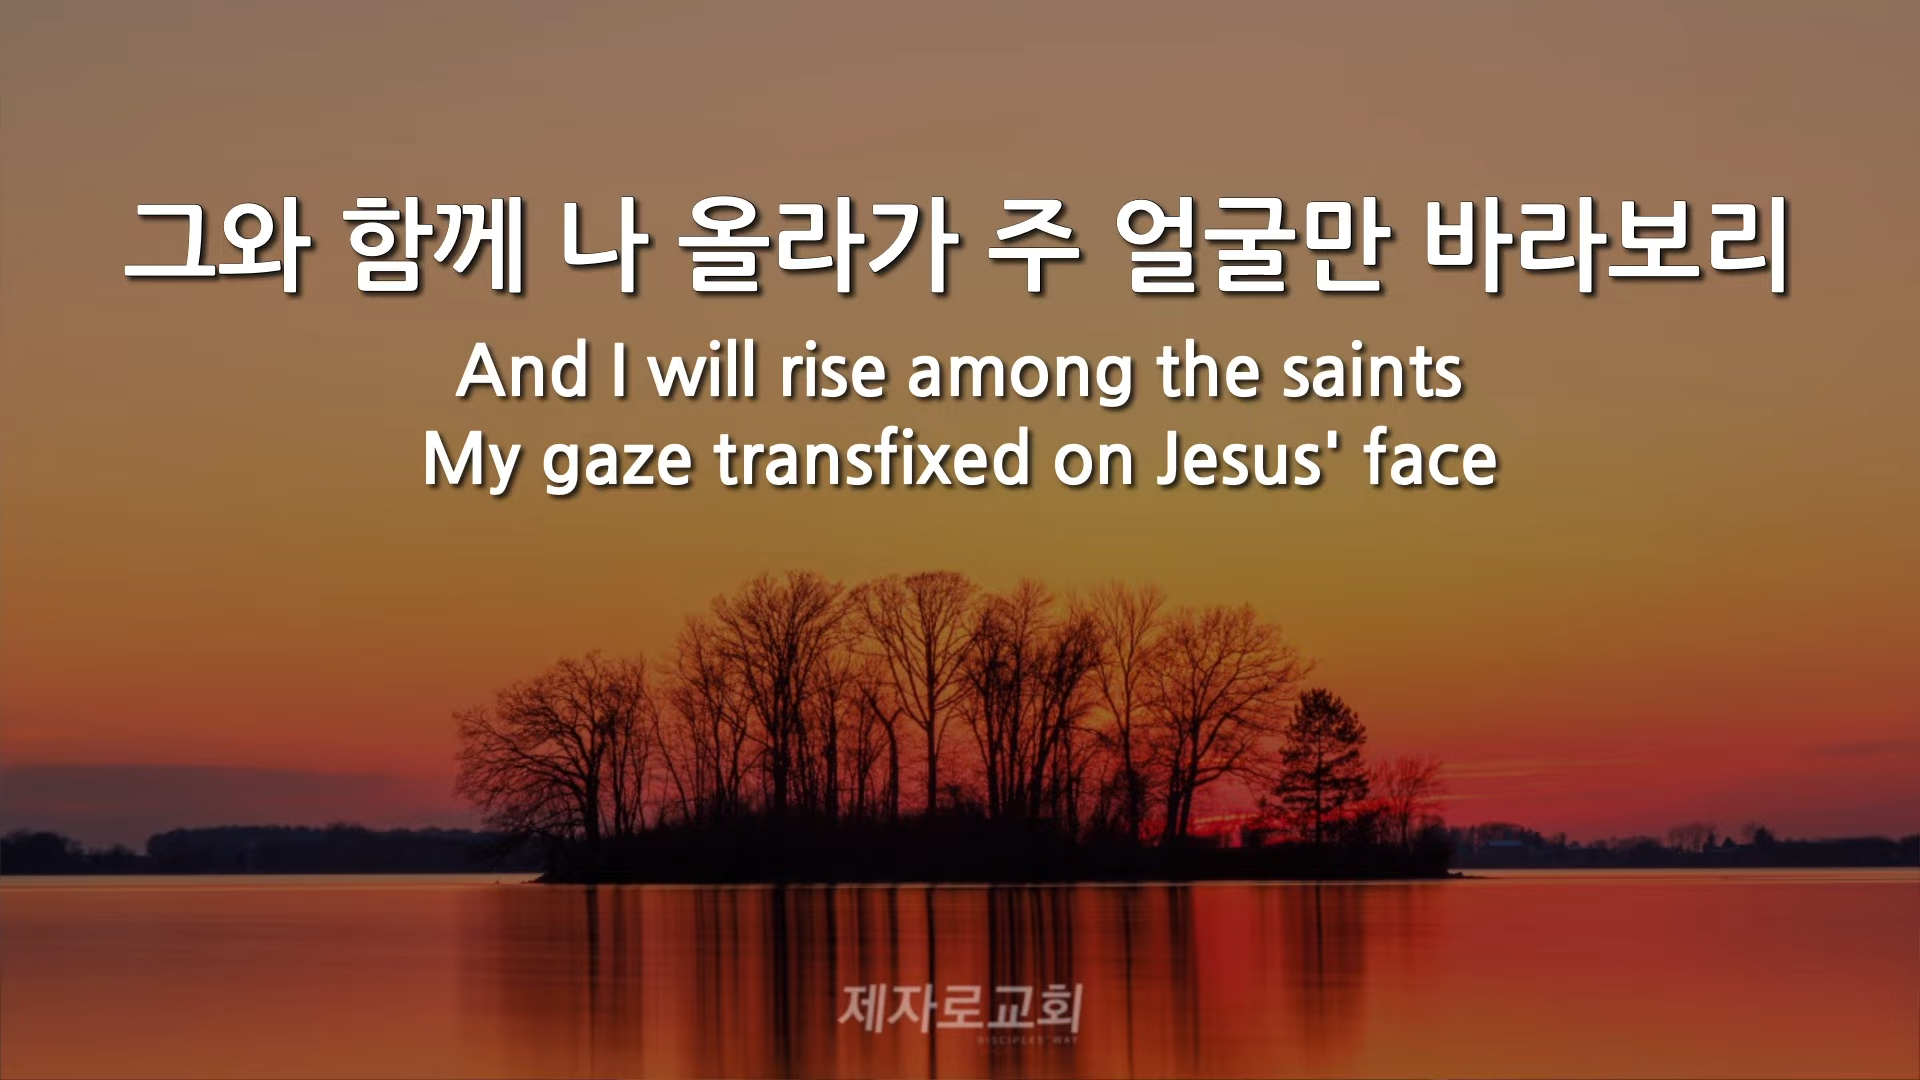 그와 함께 나 올라가 주 얼굴만 바라보리
And I will rise among the saints
My gaze transfixed on Jesus' face
제자로교회
DISCIPLES' WAY